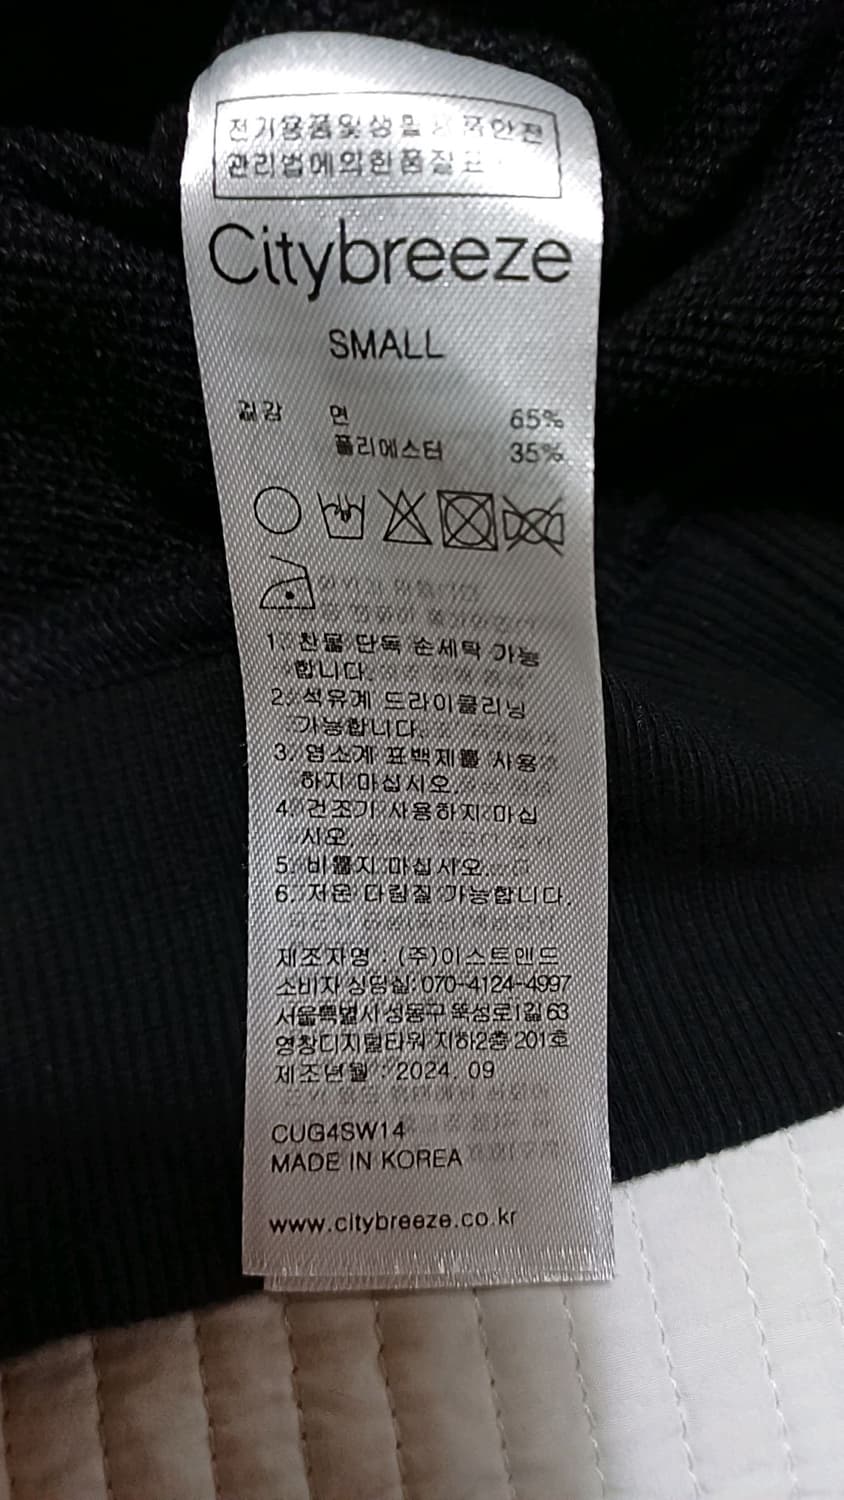 전기용품및생활용품안전
관리법에의한품질표
Citybreeze
SMALL
겉감 면 65%
폴리에스터 35%
1. 찬물 단독 손세탁 가능
합니다.
2. 석유계 드라이클리닝
가능합니다.
3. 염소계 표백제를 사용
하지 마십시오.
4. 건조기 사용하지 마십
시오.
5. 비틀지 마십시오.
6. 저온 다림질 가능합니다.
제조자명 : (주)이스트앤드
소비자 상담실: 070-4124-4997
서울특별시 성동구 뚝섬로1길 63
영창디지털타워 지하2층 201호
제조년월 : 2024. 09
CUG4SW14
MADE IN KOREA
www.citybreeze.co.kr